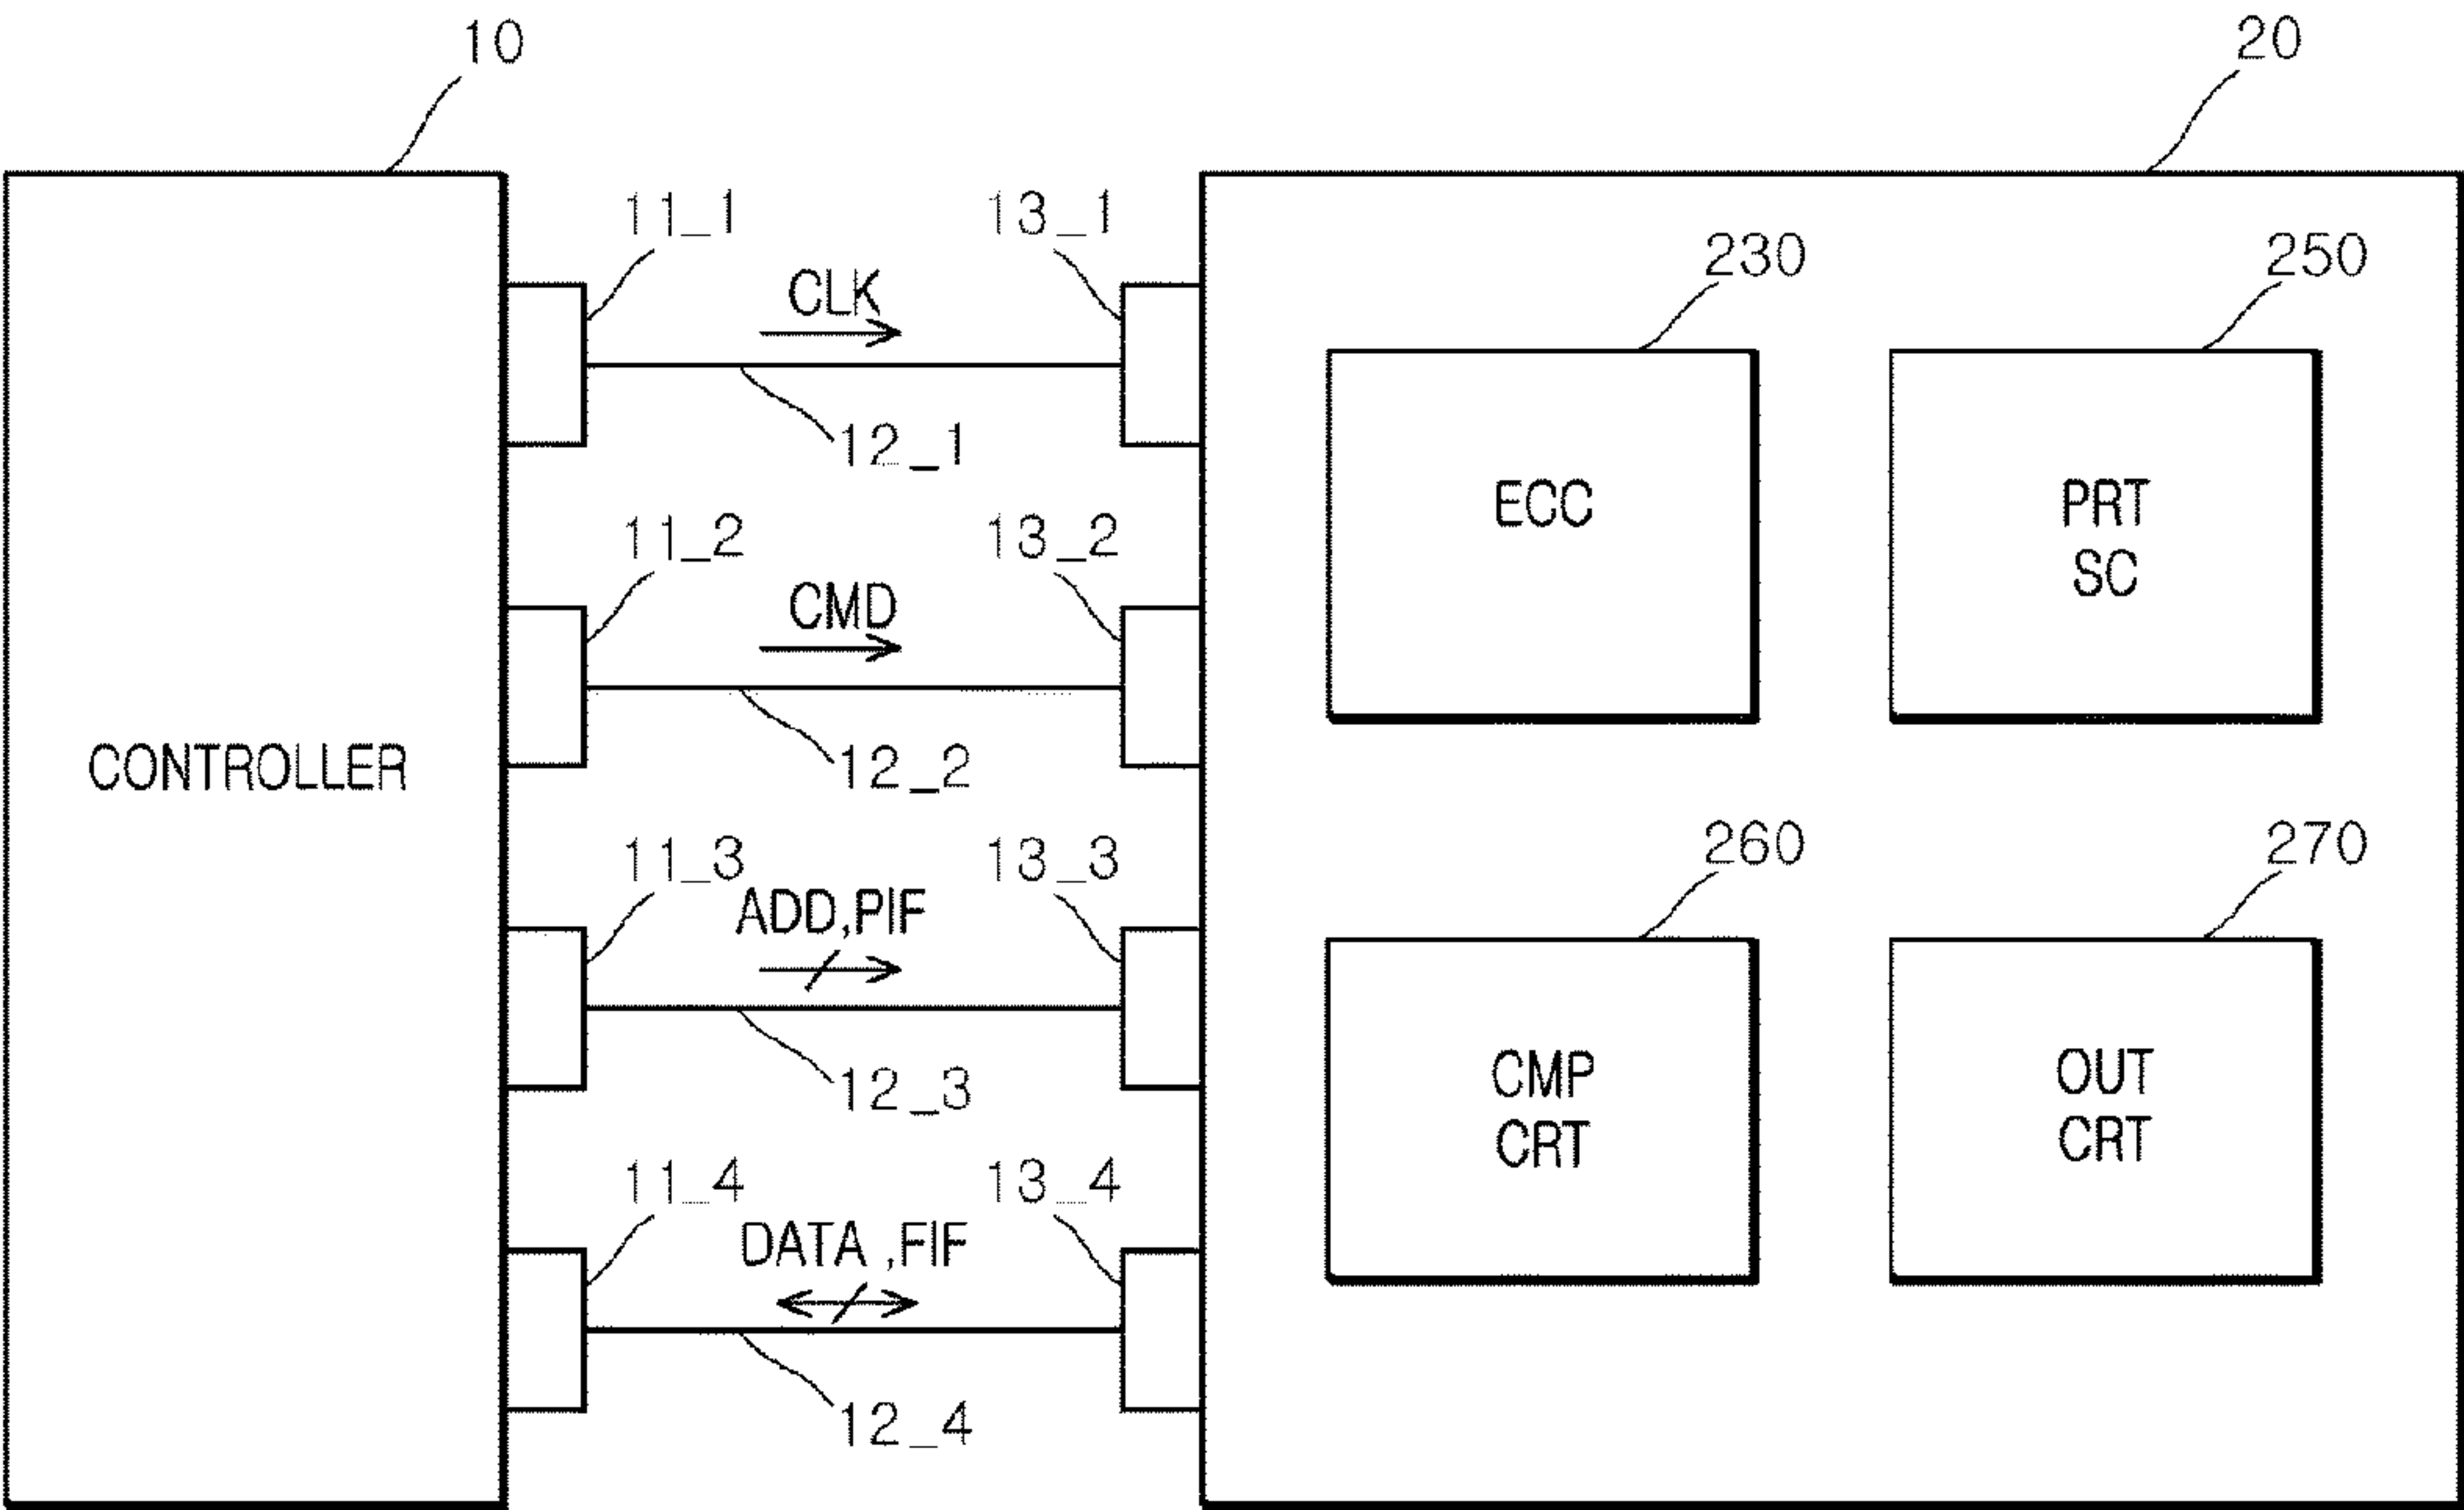 10
20
11_1
13_1
CLK
12_1
230
250
ECC
PRT
SC
11_2
13_2
CMD
12_2
CONTROLLER
11_3
13_3
ADD,PIF
12_3
260
270
CMP
CRT
OUT
CRT
11_4
13_4
DATA ,FIF
12_4